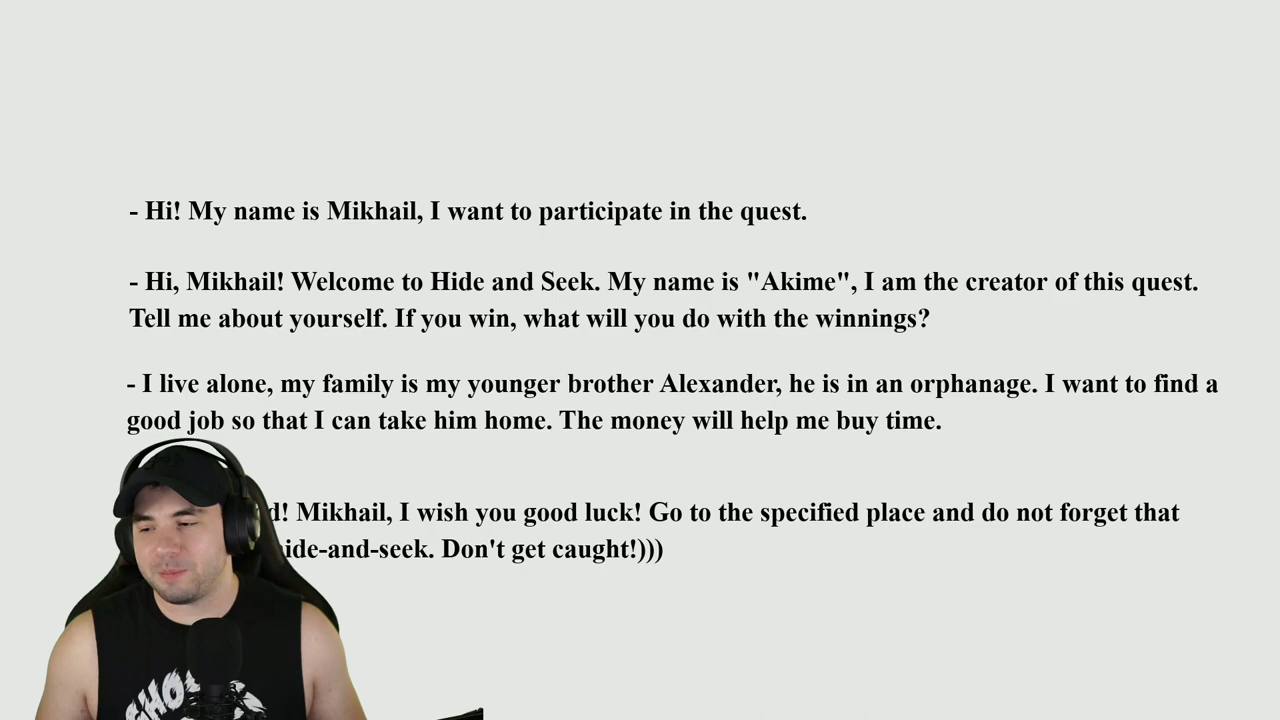 - Hi! My name is Mikhail, I want to participate in the quest.
- Hi, Mikhail! Welcome to Hide and Seek. My name is "Akime", I am the creator of this quest.
Tell me about yourself. If you win, what will you do with the winnings?
- I live alone, my family is my younger brother Alexander, he is in an orphanage. I want to find a
good job so that I can take him home. The money will help me buy time.
Mikhail, I wish you good luck! Go to the specified place and do not forget that
hide-and-seek. Don't get caught!)))